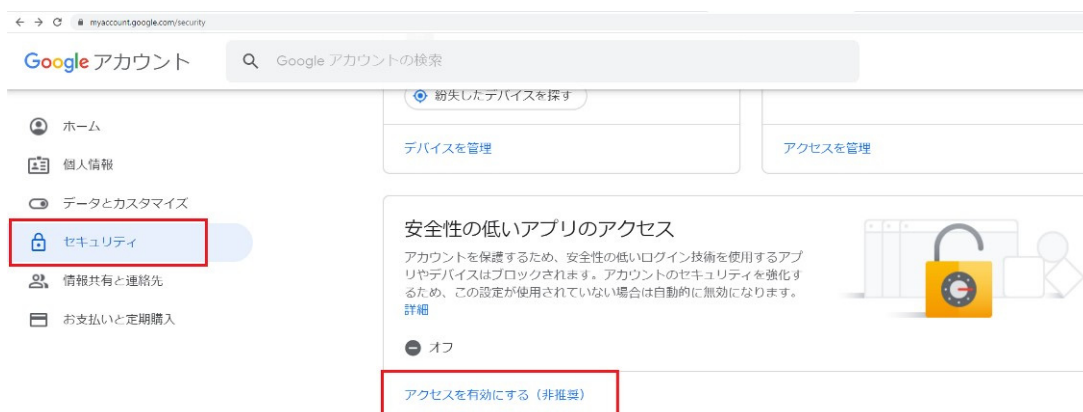 myaccount.google.com/security
Google アカウント
Google アカウントの検索
紛失したデバイスを探す
デバイスを管理
アクセスを管理
ホーム
個人情報
データとカスタマイズ
セキュリティ
情報共有と連絡先
お支払いと定期購入
安全性の低いアプリのアクセス
アカウントを保護するため、安全性の低いログイン技術を使用するアプ
リやデバイスはブロックされます。アカウントのセキュリティを強化す
るため、この設定が使用されていない場合は自動的に無効になります。
詳細
オフ
アクセスを有効にする（非推奨）